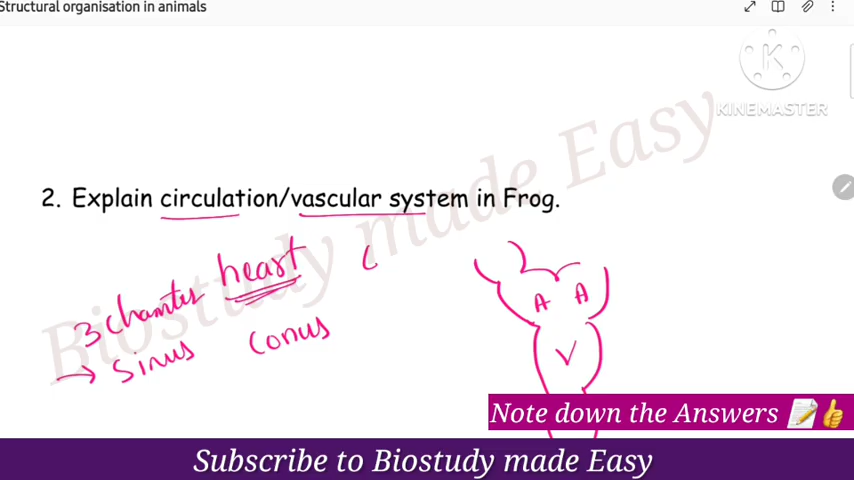 Structural organisation in animals
KINEMASTER
Biostudy made Easy
2. Explain circulation/vascular system in Frog.
3 chamber heart (
→ Sinus Conus
A A
V
Note down the Answers 📝👍
Subscribe to Biostudy made Easy